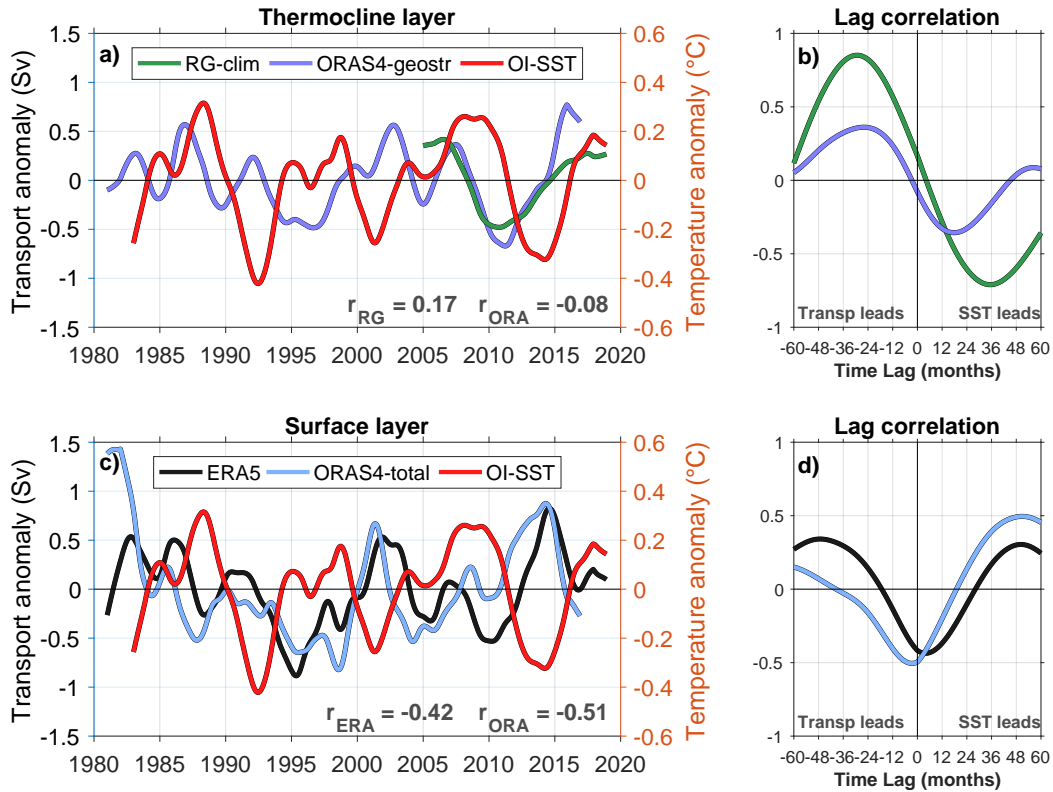 Thermocline layer
a)
RG-clim ORAS4-geostr OI-SST
Transport anomaly (Sv)
1.5
1
0.5
0
-0.5
-1
-1.5
0.6
0.4
0.2
0
-0.2
-0.4
-0.6
Temperature anomaly (°C)
r_RG = 0.17 r_ORA = -0.08
1980 1985 1990 1995 2000 2005 2010 2015 2020
Lag correlation
b)
1
0.5
0
-0.5
-1
Transp leads SST leads
-60 -48 -36 -24 -12 0 12 24 36 48 60
Time Lag (months)
Surface layer
c)
ERA5 ORAS4-total OI-SST
Transport anomaly (Sv)
1.5
1
0.5
0
-0.5
-1
-1.5
0.6
0.4
0.2
0
-0.2
-0.4
-0.6
Temperature anomaly (°C)
r_ERA = -0.42 r_ORA = -0.51
1980 1985 1990 1995 2000 2005 2010 2015 2020
Lag correlation
d)
1
0.5
0
-0.5
-1
Transp leads SST leads
-60 -48 -36 -24 -12 0 12 24 36 48 60
Time Lag (months)